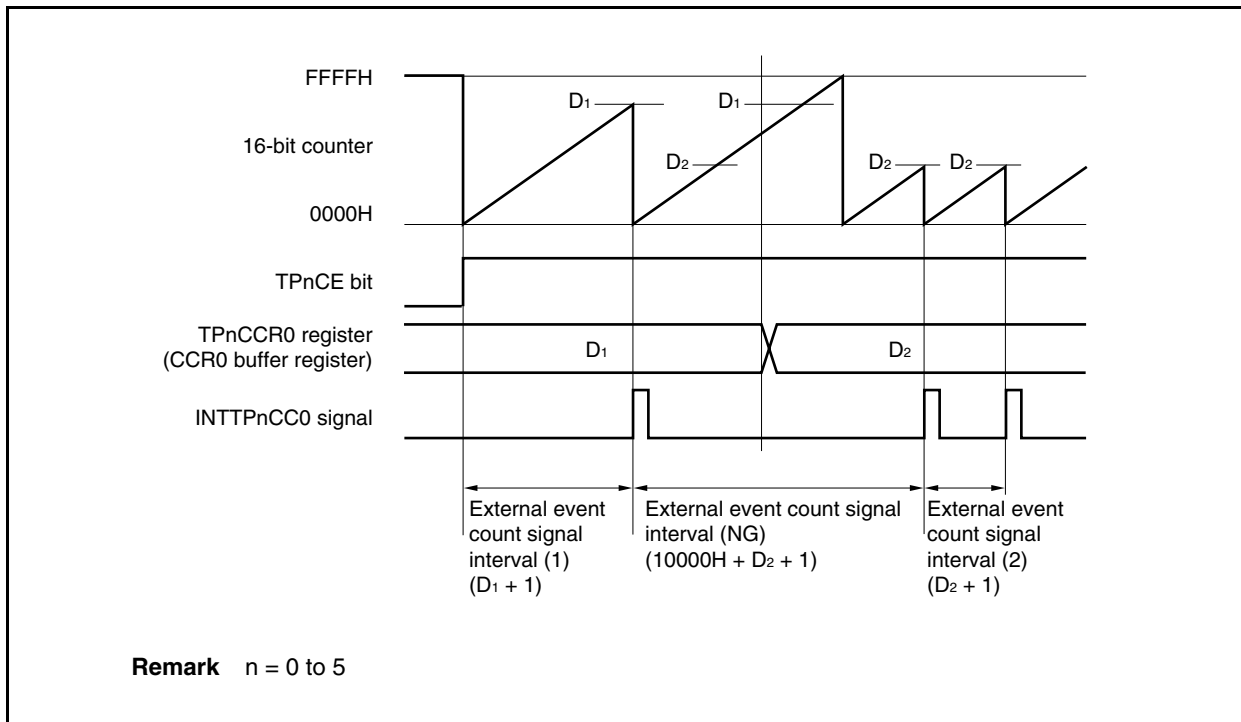 FFFFH
D1
D1
16-bit counter
D2
D2
D2
0000H
TPnCE bit
TPnCCR0 register
(CCR0 buffer register)
D1
D2
INTTPnCC0 signal
External event
count signal
interval (1)
(D1 + 1)
External event count signal
interval (NG)
(10000H + D2 + 1)
External event
count signal
interval (2)
(D2 + 1)
Remark n = 0 to 5